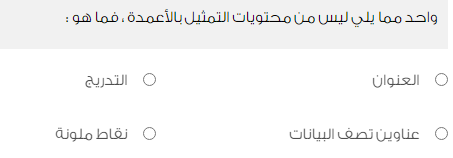 واحد مما يلي ليس من محتويات التمثيل بالأعمدة ، فما هو :
العنوان
التدريج
عناوين تصف البيانات
نقاط ملونة